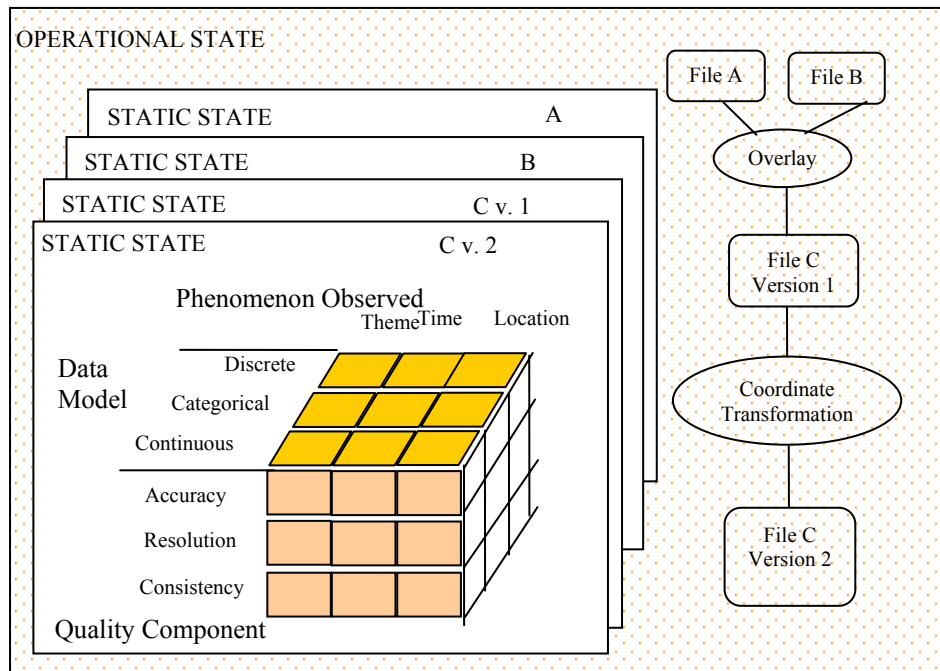 OPERATIONAL STATE
STATIC STATE A
STATIC STATE B
STATIC STATE C v. 1
STATIC STATE C v. 2
Phenomenon Observed
Theme Time Location
Data
Model
Discrete
Categorical
Continuous
Accuracy
Resolution
Consistency
Quality Component
File A
File B
Overlay
File C
Version 1
Coordinate
Transformation
File C
Version 2